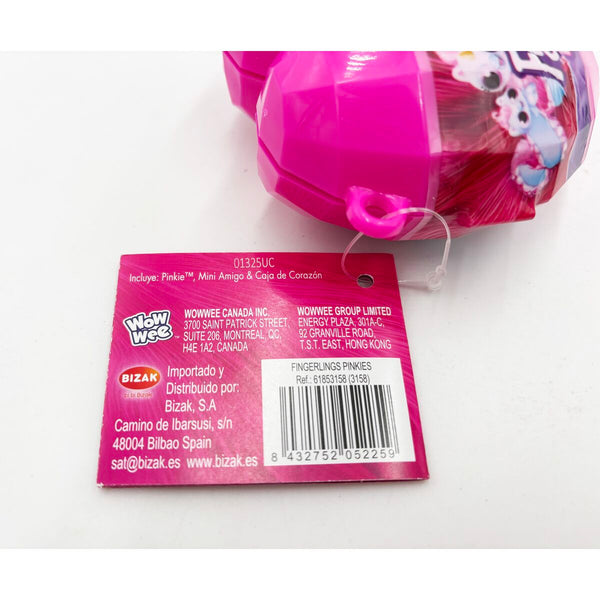 01325UC
Incluye: Pinkie™, Mini Amigo & Caja de Corazón
WOW WEE™
WOWWEE CANADA INC.
3700 SAINT PATRICK STREET,
SUITE 206, MONTREAL, QC,
H4E 1A2, CANADA
WOWWEE GROUP LIMITED
ENERGY PLAZA, 301A-C,
92 GRANVILLE ROAD,
T.S.T. EAST, HONG KONG
BIZAK
Importado y
Distribuido por:
Bizak, S.A
Camino de Ibarsusi, s/n
48004 Bilbao Spain
sat@bizak.es www.bizak.es
FINGERLINGS PINKIES
Ref.: 61853158 (3158)
8 432752 052259